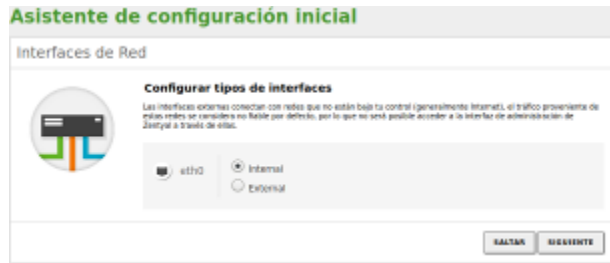 Asistente de configuración inicial
Interfaces de Red
Configurar tipos de interfaces
Las interfaces externas conectan con redes que no están bajo tu control (generalmente Internet), el tráfico proveniente de
estas redes se considera no fiable por defecto, por lo que no será posible acceder a la interfaz de administración de
Zentyal a través de ellas.
eth0
Internal
External
SALTAR SIGUIENTE